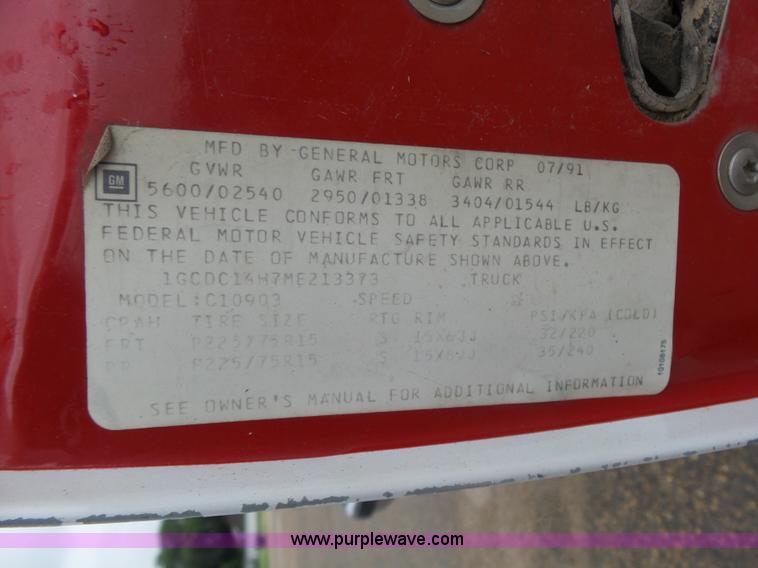 MFD BY GENERAL MOTORS CORP 07/91
GVWR GAWR FRT GAWR RR
GM
5600/02540 2950/01338 3404/01544 LB/KG
THIS VEHICLE CONFORMS TO ALL APPLICABLE U.S.
FEDERAL MOTOR VEHICLE SAFETY STANDARDS IN EFFECT
ON THE DATE OF MANUFACTURE SHOWN ABOVE.
1GCDC14H7ME213373 TRUCK
MODEL:C10903 SPEED
TIRE SIZE RTG RIM PSI/KPA (COLD)
FRT P225/75R15 S 15X6JJ 32/220
RR P225/75R15 S 15X6JJ 35/240
SEE OWNER'S MANUAL FOR ADDITIONAL INFORMATION
10108175
www.purplewave.com